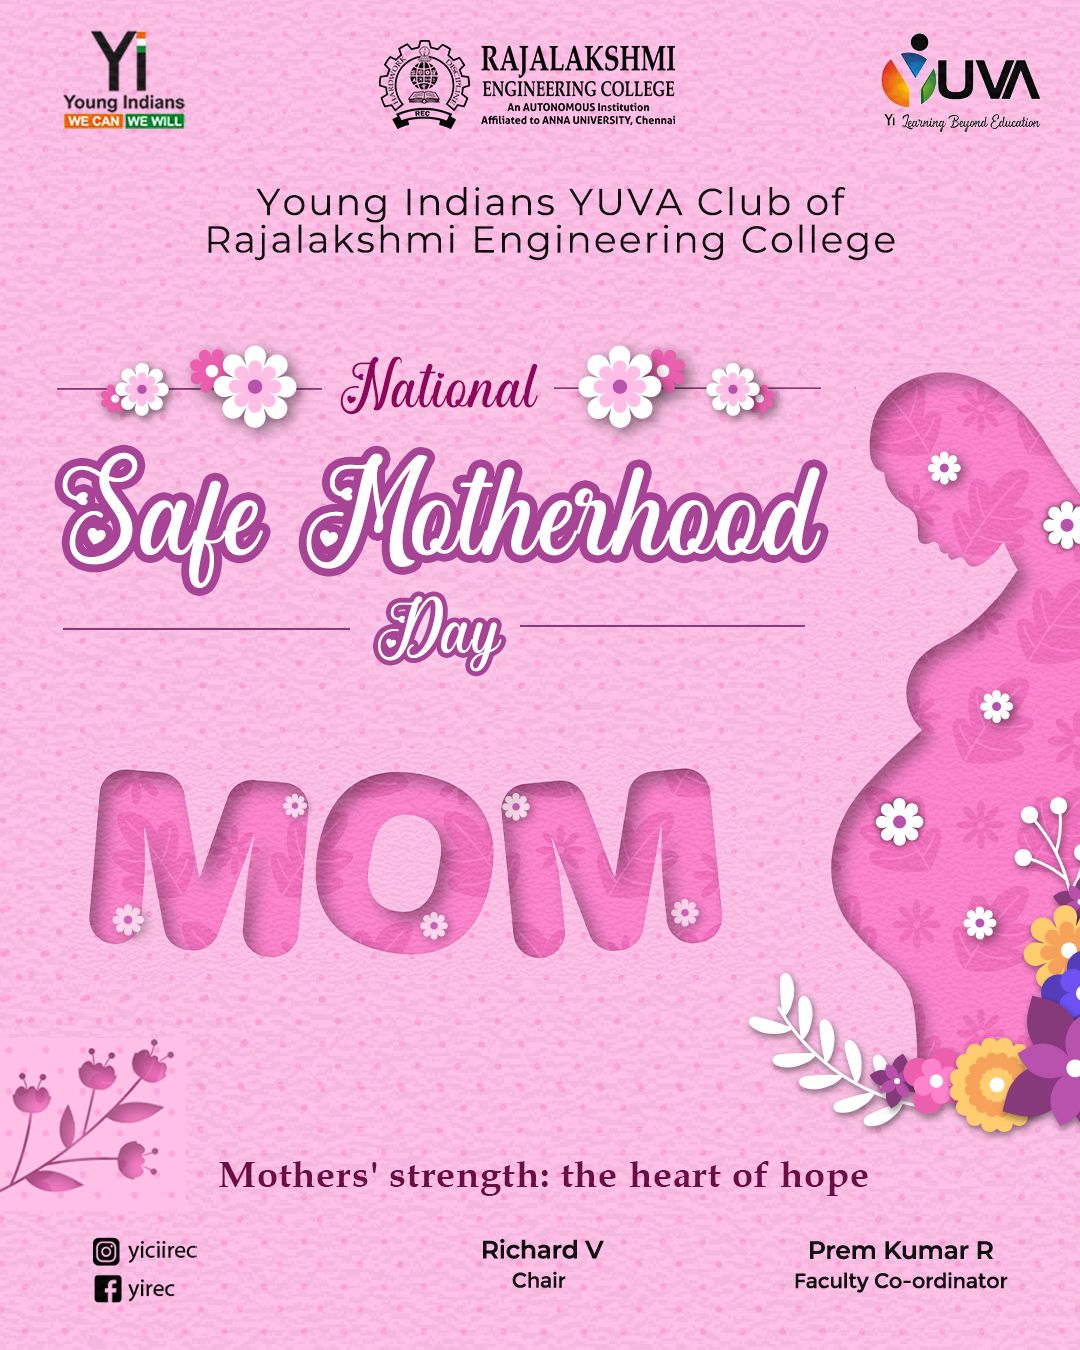 Yi
Young Indians
WE CAN WE WILL
HARDWORK DISCIPLINE
REC
RAJALAKSHMI
ENGINEERING COLLEGE
An AUTONOMOUS Institution
Affiliated to ANNA UNIVERSITY, Chennai
YUVA
Yi Learning Beyond Education
Young Indians YUVA Club of
Rajalakshmi Engineering College
National
Safe Motherhood
Day
MOM
Mothers' strength: the heart of hope
yiciirec
yirec
Richard V
Chair
Prem Kumar R
Faculty Co-ordinator